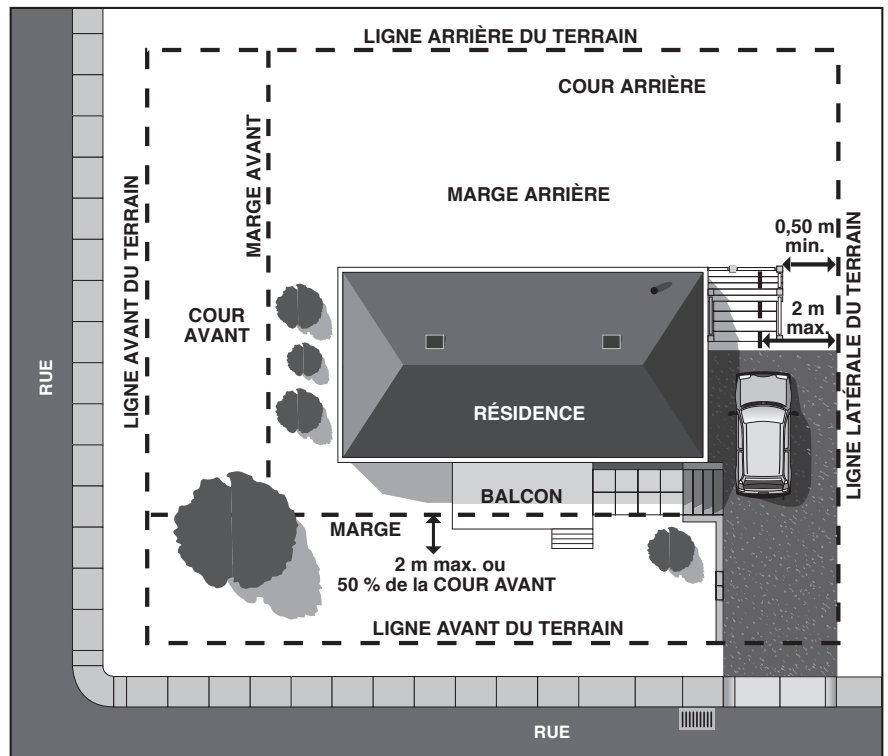 LIGNE ARRIÈRE DU TERRAIN
COUR ARRIÈRE
MARGE AVANT
MARGE ARRIÈRE
LIGNE AVANT DU TERRAIN
0,50 m
min.
COUR
AVANT
2 m
max.
LIGNE LATÉRALE DU TERRAIN
RUE
RÉSIDENCE
BALCON
MARGE
2 m max. ou
50 % de la COUR AVANT
LIGNE AVANT DU TERRAIN
RUE